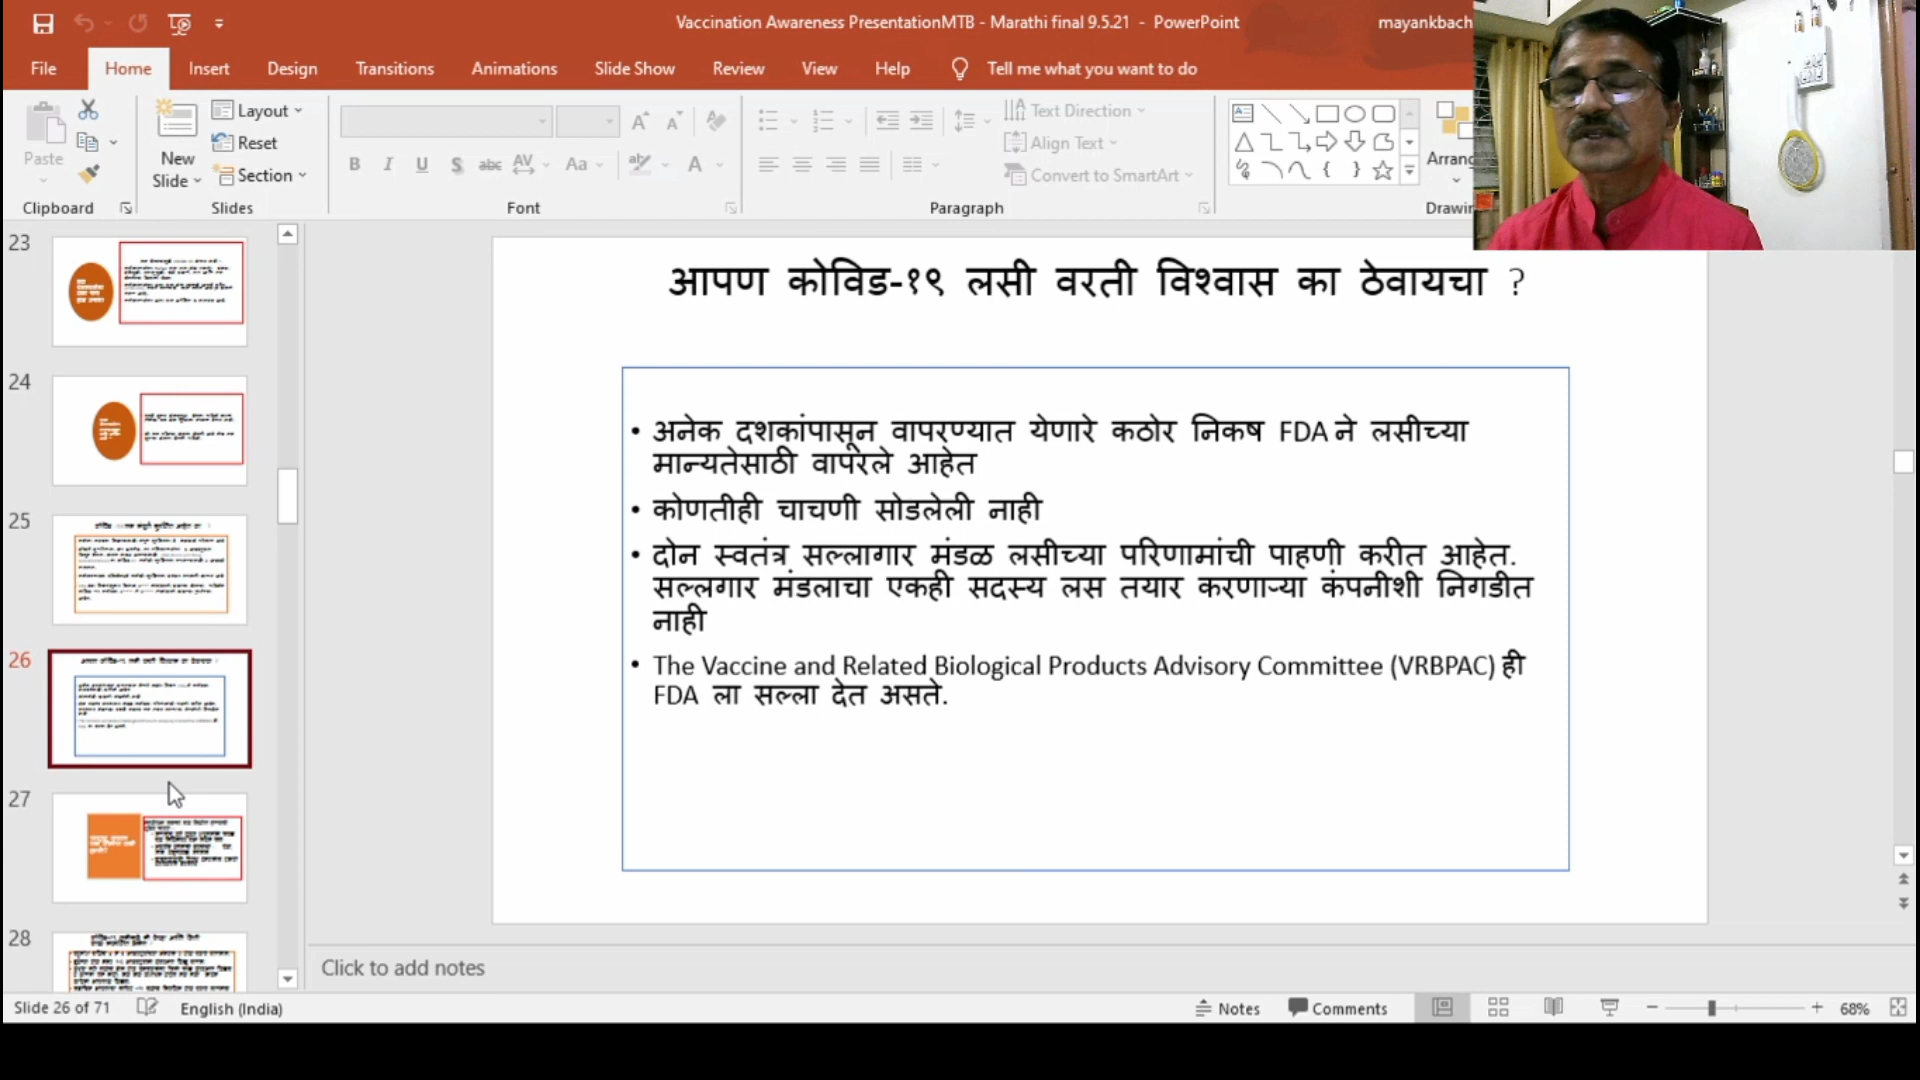 Vaccination Awareness PresentationMTB - Marathi final 9.5.21 - PowerPoint
mayankbach
File Home Insert Design Transitions Animations Slide Show Review View Help Tell me what you want to do
Paste
New Slide
Layout
Reset
Section
B I U S abc AV Aa A
Text Direction
Align Text
Convert to SmartArt
Arrang
Clipboard Slides Font Paragraph Drawin
23
24
25
26
27
28
आपण कोविड-१९ लसी वरती विश्वास का ठेवायचा ?
• अनेक दशकांपासून वापरण्यात येणारे कठोर निकष FDA ने लसीच्या
मान्यतेसाठी वापरले आहेत
• कोणतीही चाचणी सोडलेली नाही
• दोन स्वतंत्र सल्लागार मंडळ लसीच्या परिणामांची पाहणी करीत आहेत.
सल्लगार मंडलाचा एकही सदस्य लस तयार करणाऱ्या कंपनीशी निगडीत
नाही
• The Vaccine and Related Biological Products Advisory Committee (VRBPAC) ही
FDA ला सल्ला देत असते.
Click to add notes
Slide 26 of 71 English (India) Notes Comments 68%